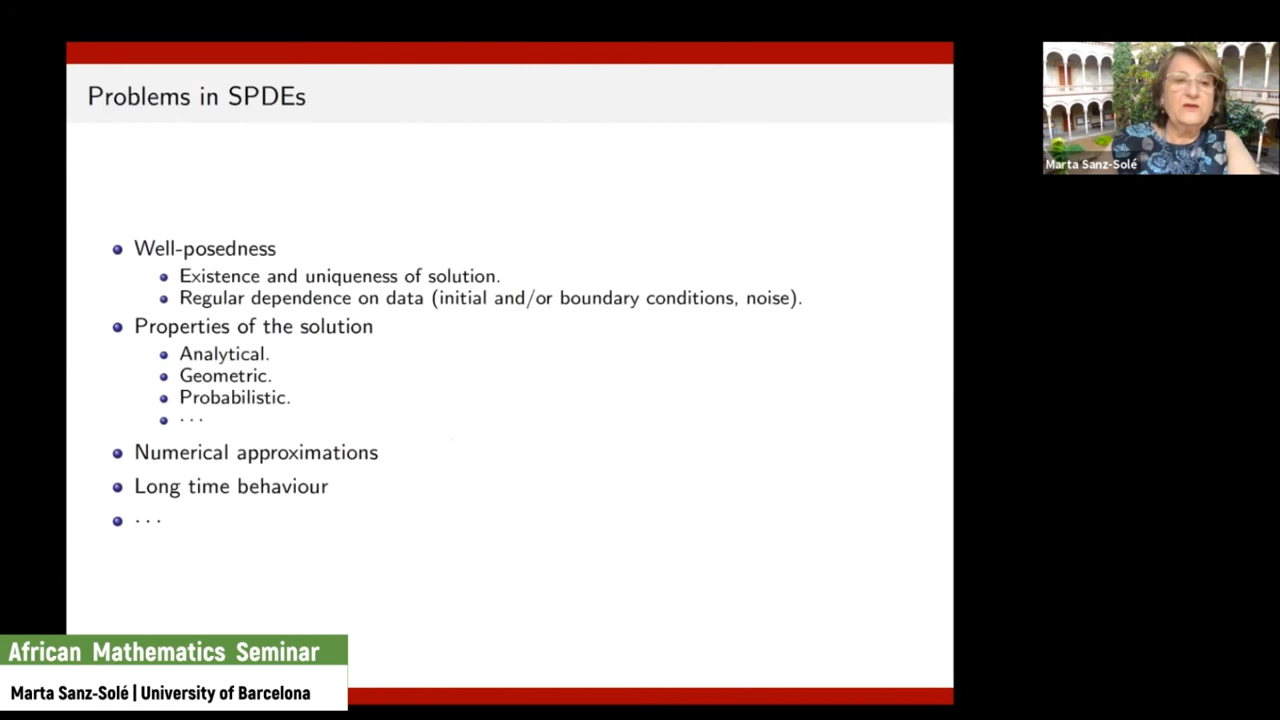 Problems in SPDEs
Marta Sanz-Solé
Well-posedness
Existence and uniqueness of solution.
Regular dependence on data (initial and/or boundary conditions, noise).
Properties of the solution
Analytical.
Geometric.
Probabilistic.
· · ·
Numerical approximations
Long time behaviour
· · ·
African Mathematics Seminar
Marta Sanz-Solé | University of Barcelona